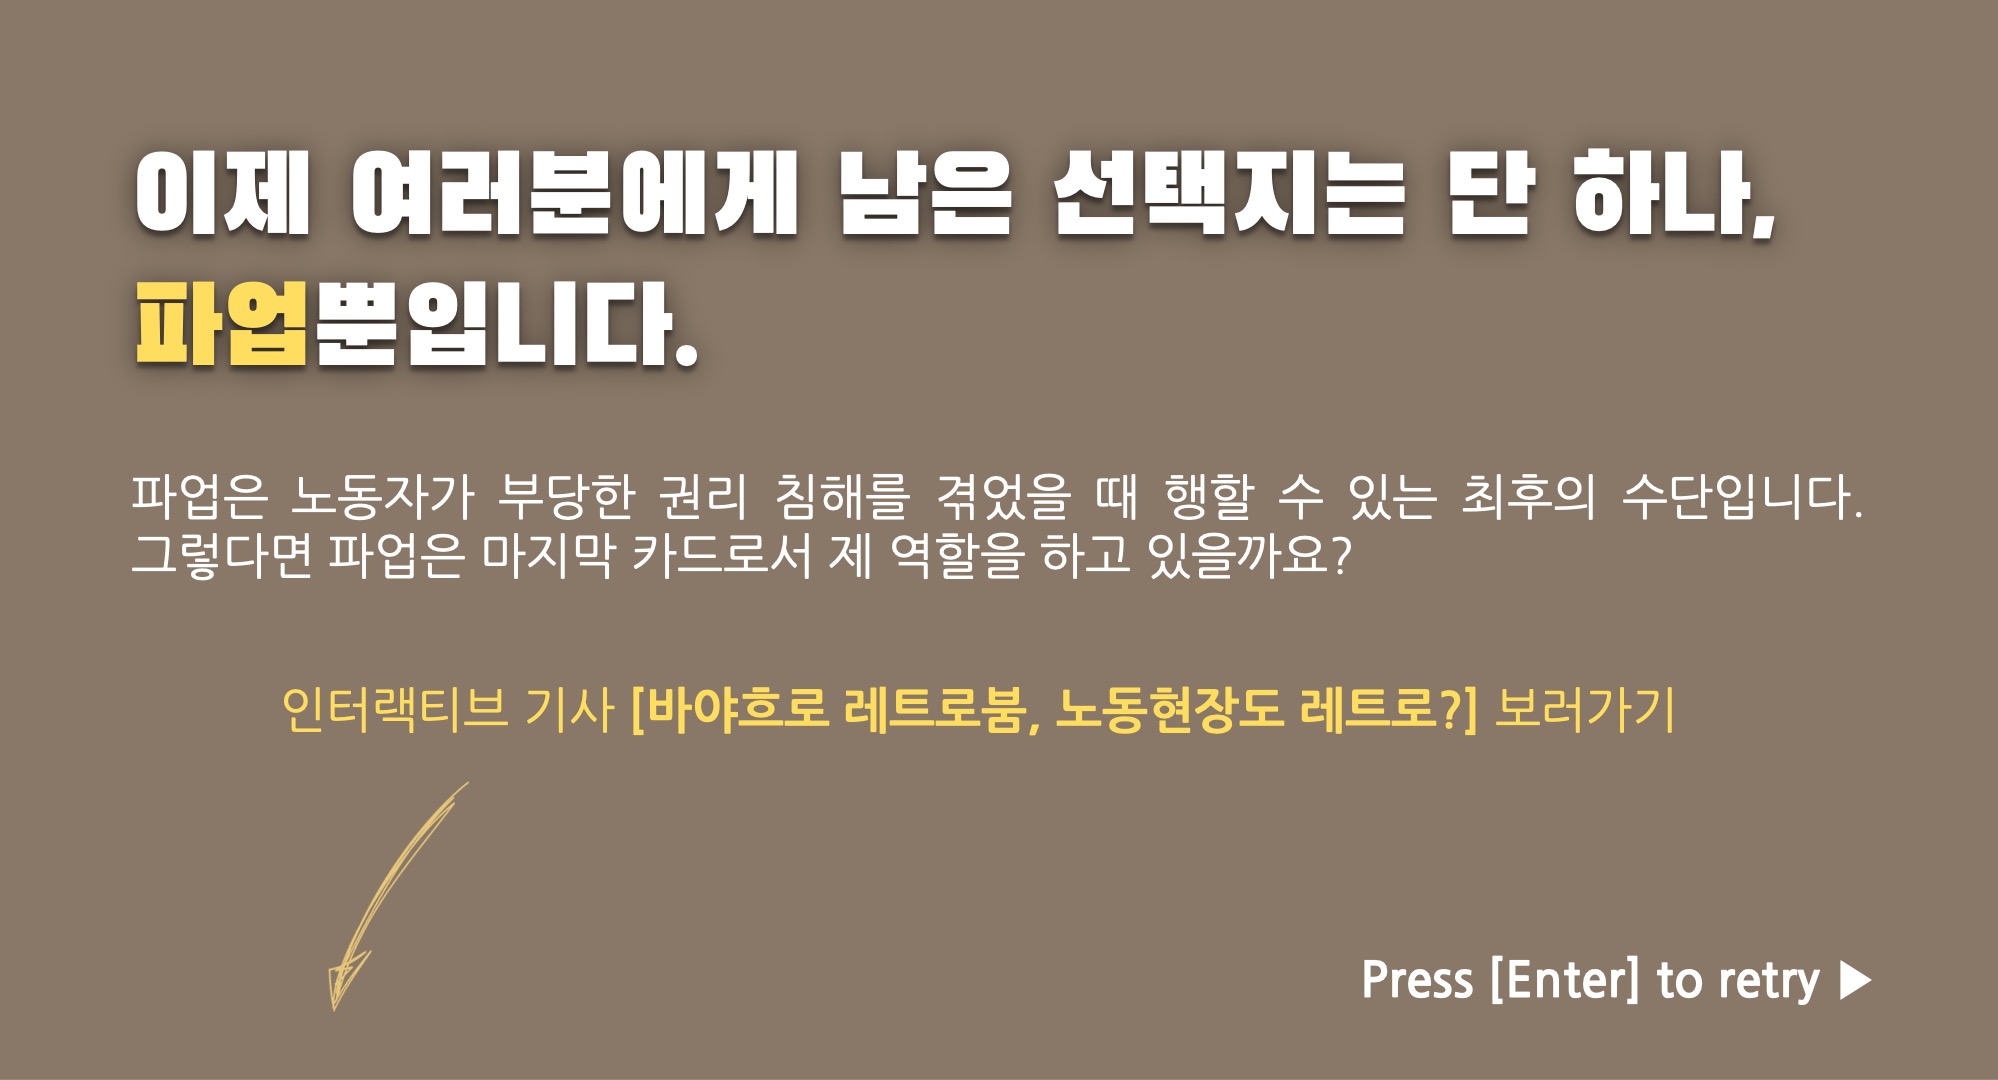 이제 여러분에게 남은 선택지는 단 하나,
파업뿐입니다.
파업은 노동자가 부당한 권리 침해를 겪었을 때 행할 수 있는 최후의 수단입니다.
그렇다면 파업은 마지막 카드로서 제 역할을 하고 있을까요?
인터랙티브 기사 [바야흐로 레트로붐, 노동현장도 레트로?] 보러가기
Press [Enter] to retry ▶